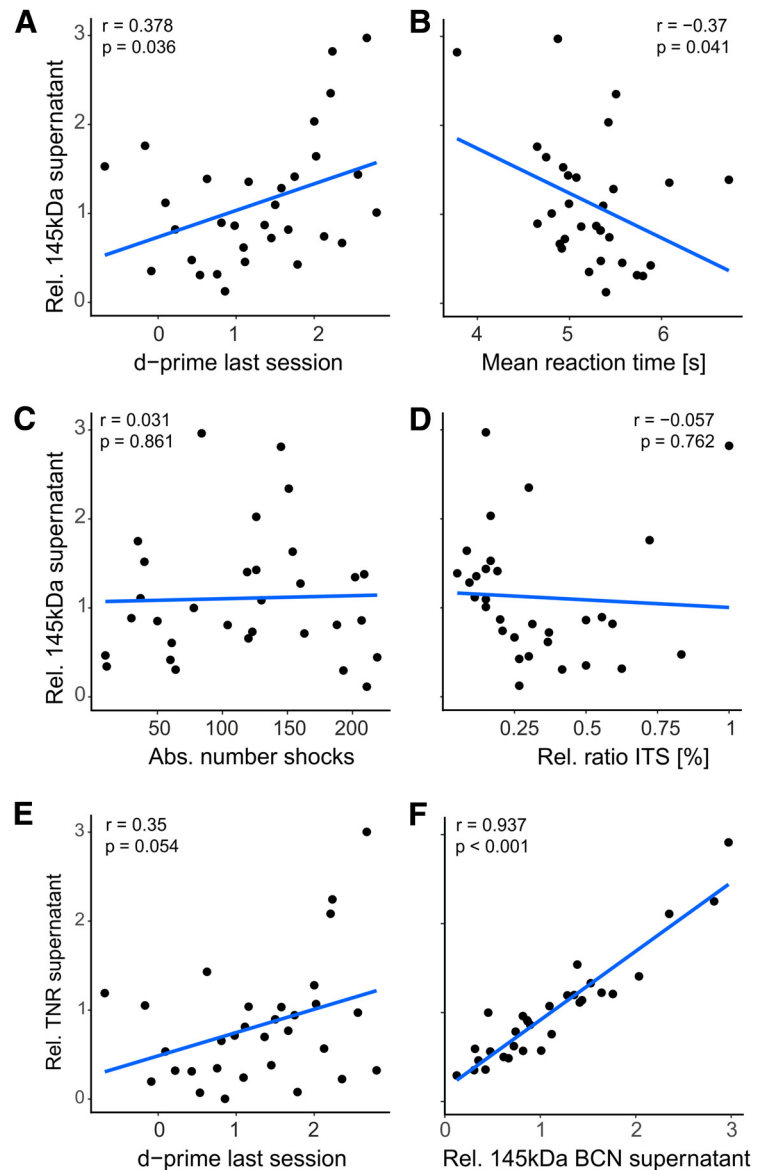 A
r = 0.378
p = 0.036
Rel. 145kDa supernatant
3
2
1
0
0 1 2
d−prime last session
B
r = −0.37
p = 0.041
4 5 6
Mean reaction time [s]
C
r = 0.031
p = 0.861
Rel. 145kDa supernatant
3
2
1
0
50 100 150 200
Abs. number shocks
D
r = −0.057
p = 0.762
0.25 0.5 0.75 1
Rel. ratio ITS [%]
E
r = 0.35
p = 0.054
Rel. TNR supernatant
3
2
1
0
0 1 2
d−prime last session
F
r = 0.937
p < 0.001
0 1 2 3
Rel. 145kDa BCN supernatant